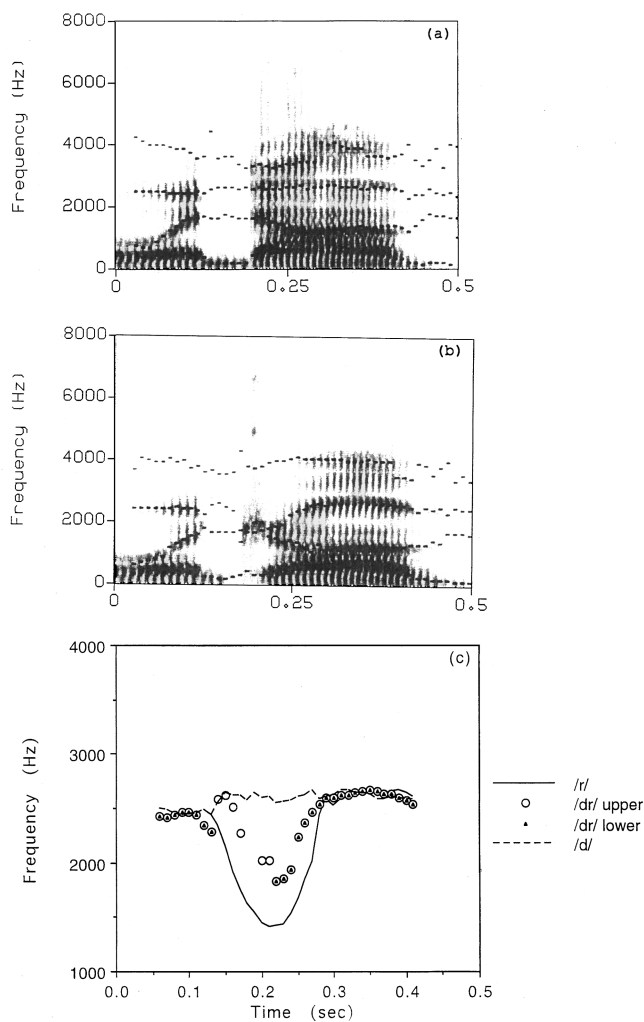 (a)
Frequency (Hz)
8000
6000
4000
2000
0
0 0.25 0.5
(b)
Frequency (Hz)
8000
6000
4000
2000
0
0 0.25 0.5
(c)
Frequency (Hz)
4000
3000
2000
1000
0.0 0.1 0.2 0.3 0.4 0.5
Time (sec)
/r/
/dr/ upper
/dr/ lower
/d/